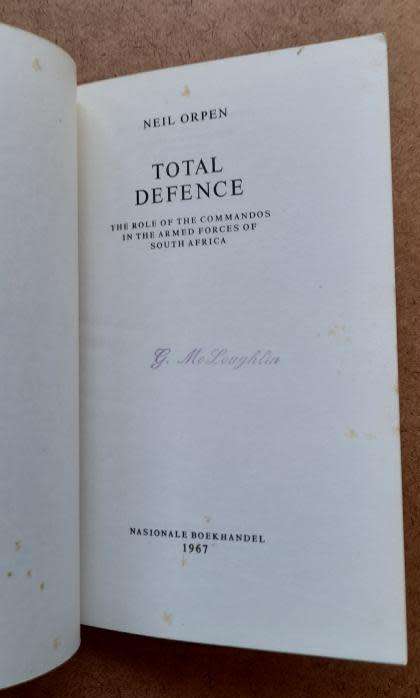 NEIL ORPEN
TOTAL
DEFENCE
THE ROLE OF THE COMMANDOS
IN THE ARMED FORCES OF
SOUTH AFRICA
G. McLoughlin
NASIONALE BOEKHANDEL
1967